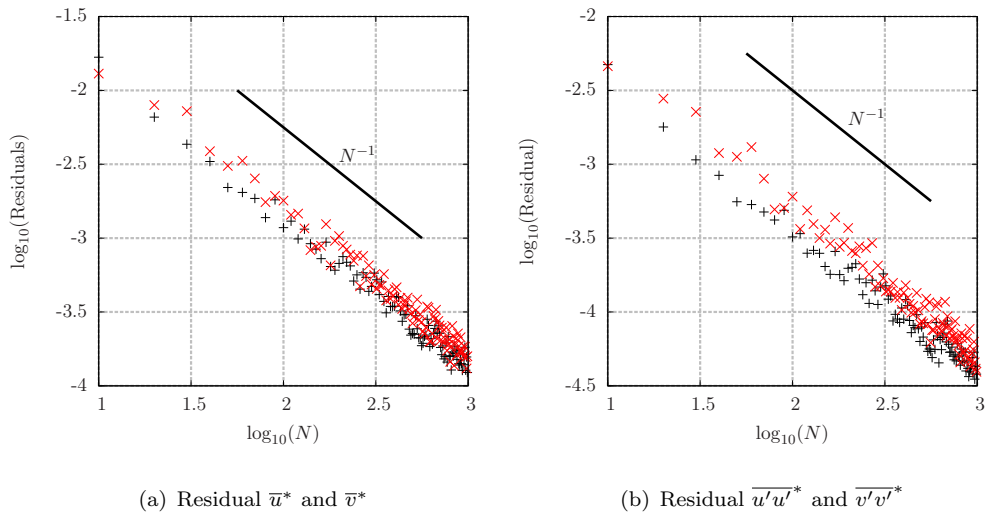 -1.5
-2
-2.5
-3
-3.5
-4
1
1.5
2
2.5
3
log₁₀(Residuals)
log₁₀(N)
N⁻¹
(a) Residual u̅* and v̅*
-2
-2.5
-3
-3.5
-4
-4.5
1
1.5
2
2.5
3
log₁₀(Residual)
log₁₀(N)
N⁻¹
(b) Residual \overline{u'u'}* and \overline{v'v'}*